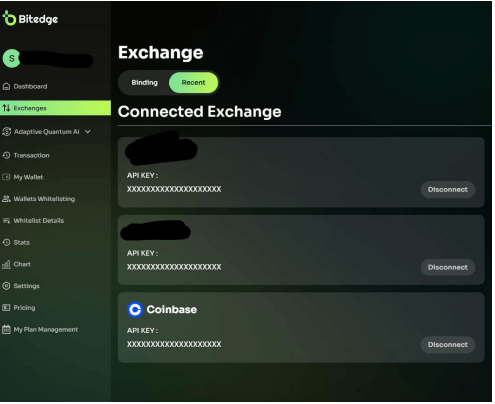 Bitedge
S
Dashboard
Exchanges
Adaptive Quantum AI
Transaction
My Wallet
Wallets Whitelisting
Whitelist Details
Stats
Chart
Settings
Pricing
My Plan Management
Exchange
Binding Recent
Connected Exchange
API KEY :
XXXXXXXXXXXXXXXXXXXX
Disconnect
API KEY :
XXXXXXXXXXXXXXXXXXXX
Disconnect
Coinbase
API KEY :
XXXXXXXXXXXXXXXXXXXX
Disconnect